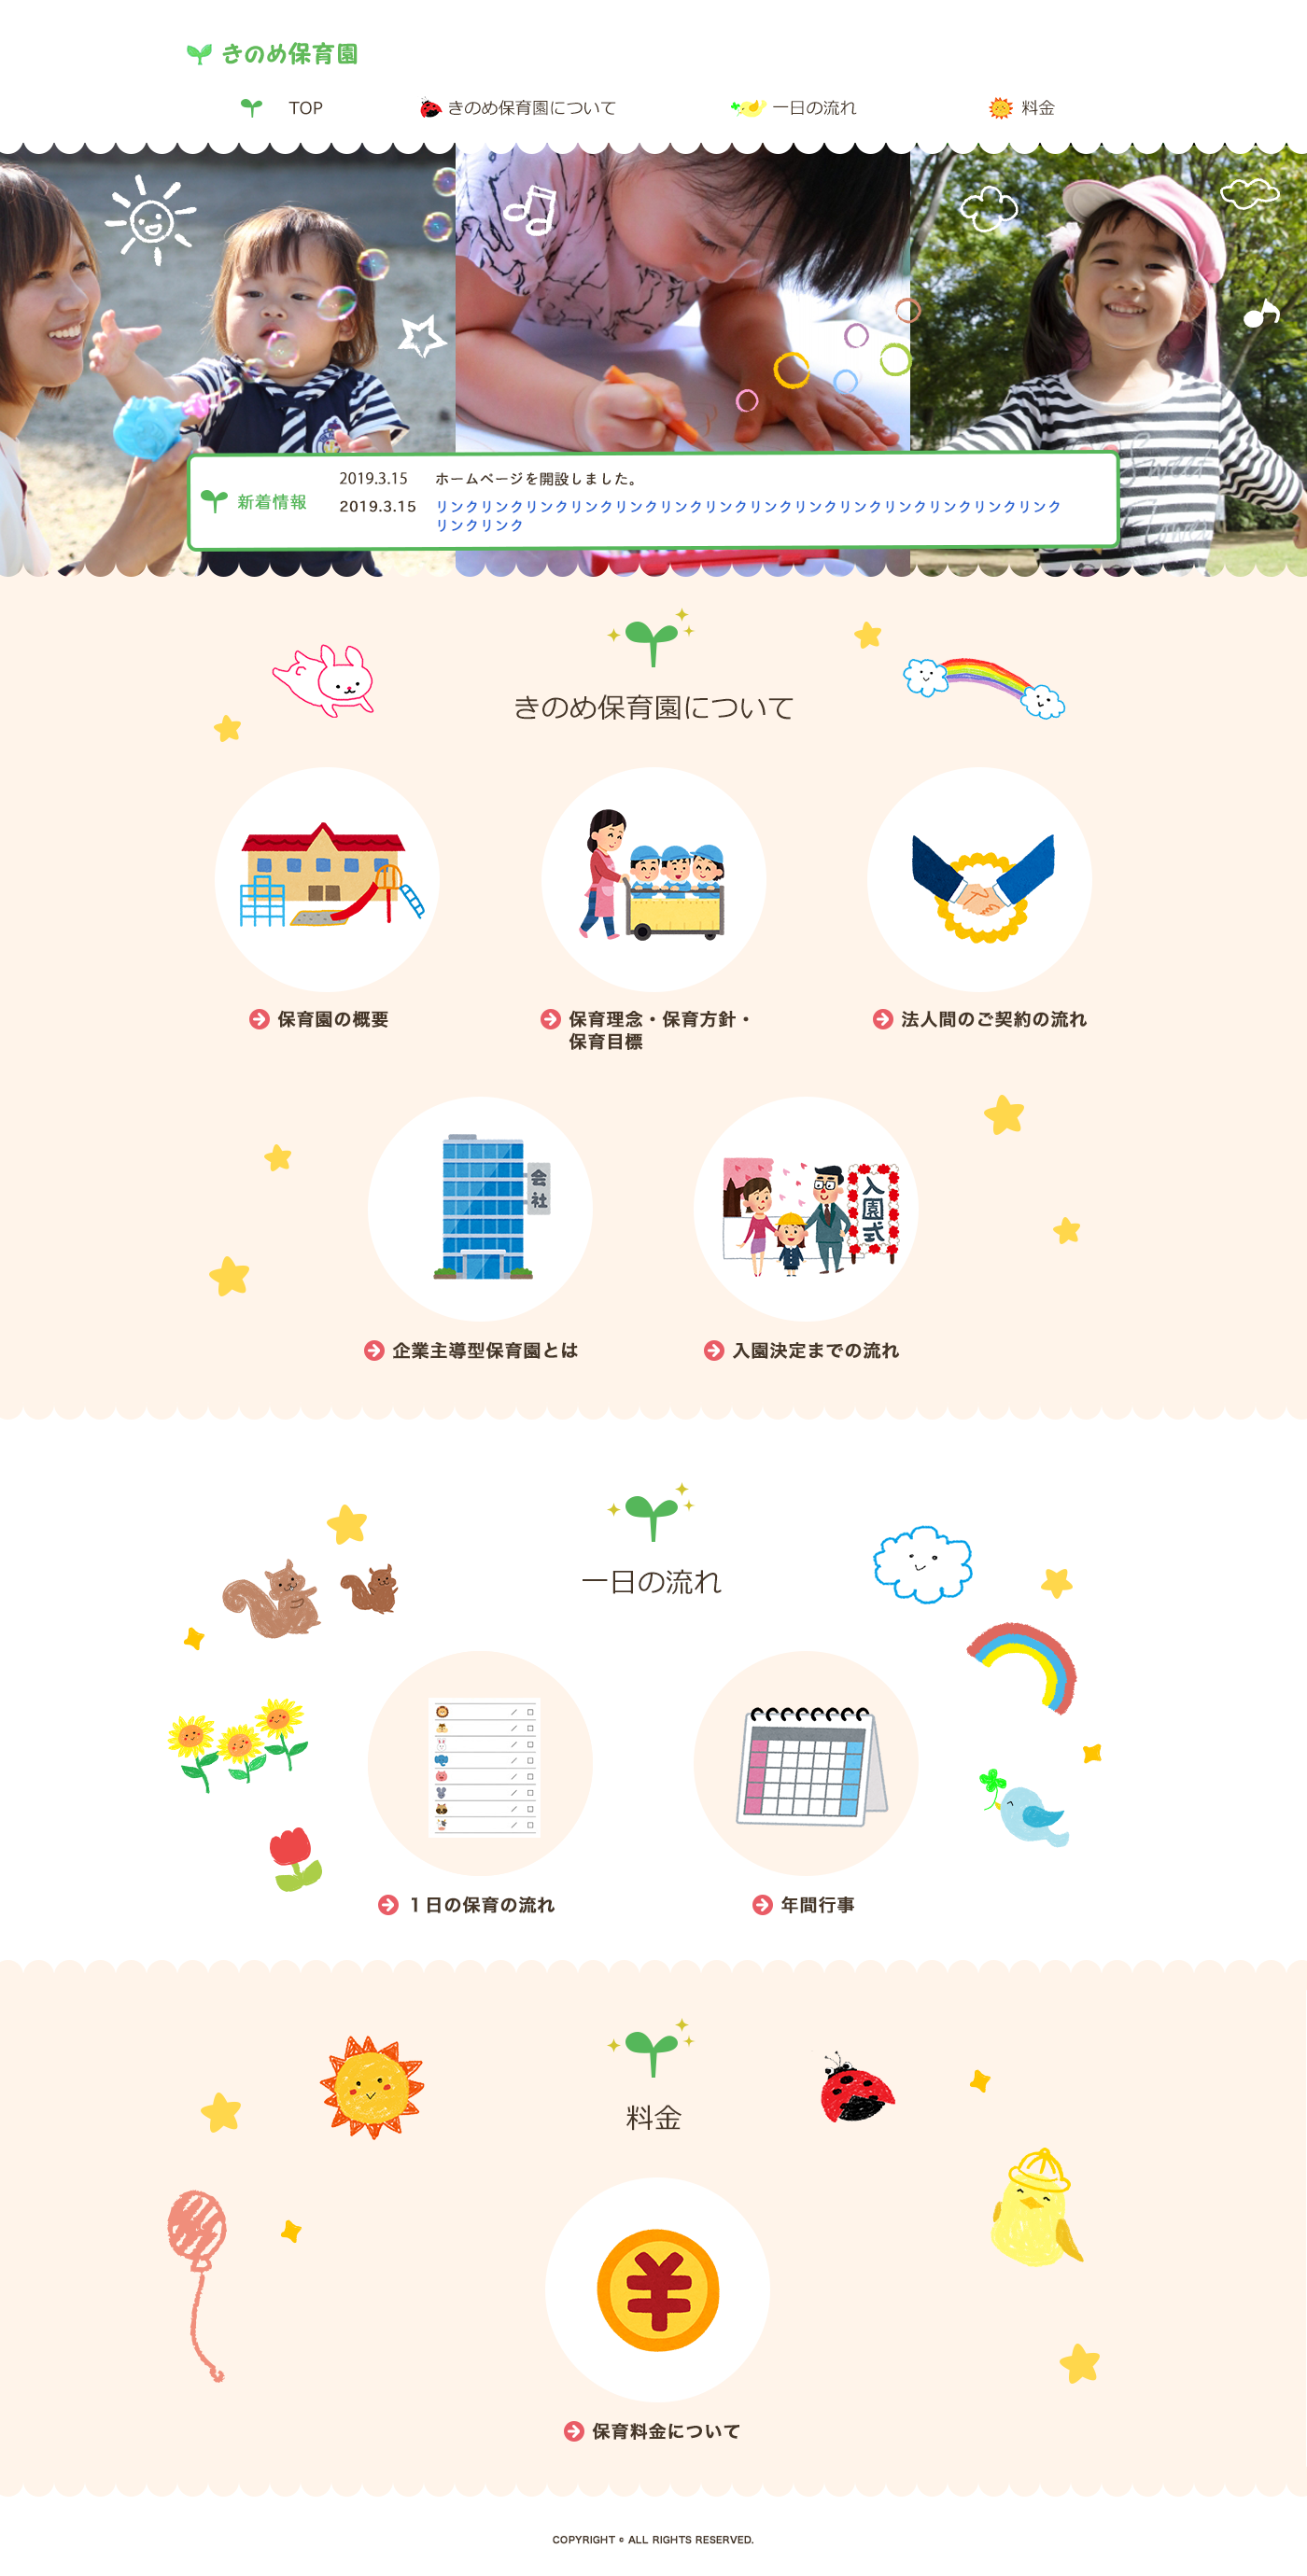 きのめ保育園
TOP
きのめ保育園について
一日の流れ
料金
新着情報
2019.3.15 ホームページを開設しました。
2019.3.15 リンクリンクリンクリンクリンクリンクリンクリンクリンクリンクリンクリンクリンクリンク
リンクリンク
きのめ保育園について
保育園の概要
保育理念・保育方針・
保育目標
法人間のご契約の流れ
会社
入園式
企業主導型保育園とは
入園決定までの流れ
一日の流れ
１日の保育の流れ
年間行事
料金
¥
保育料金について
COPYRIGHT © ALL RIGHTS RESERVED.